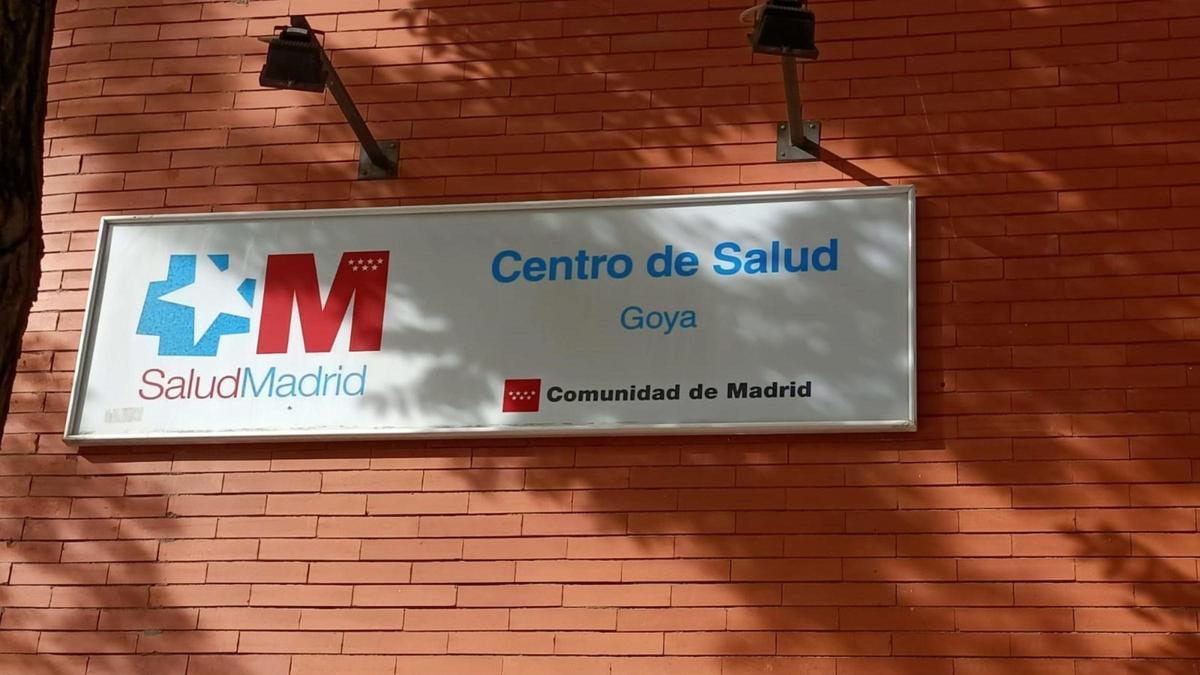 M
SaludMadrid
Centro de Salud
Goya
Comunidad de Madrid